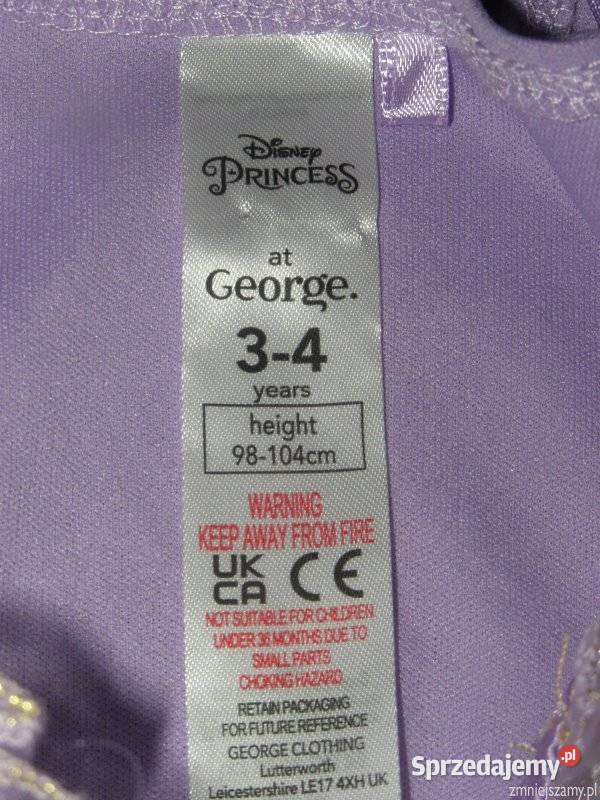 Disney
PRINCESS
at
George.
3-4
years
height
98-104cm
WARNING
KEEP AWAY FROM FIRE
UK
CA CE
NOT SUITABLE FOR CHILDREN
UNDER 36 MONTHS DUE TO
SMALL PARTS
CHOKING HAZARD
RETAIN PACKAGING
FOR FUTURE REFERENCE
GEORGE CLOTHING
Lutterworth
Leicestershire LE17 4XH UK
Sprzedajemy.pl
zmniejszamy.pl